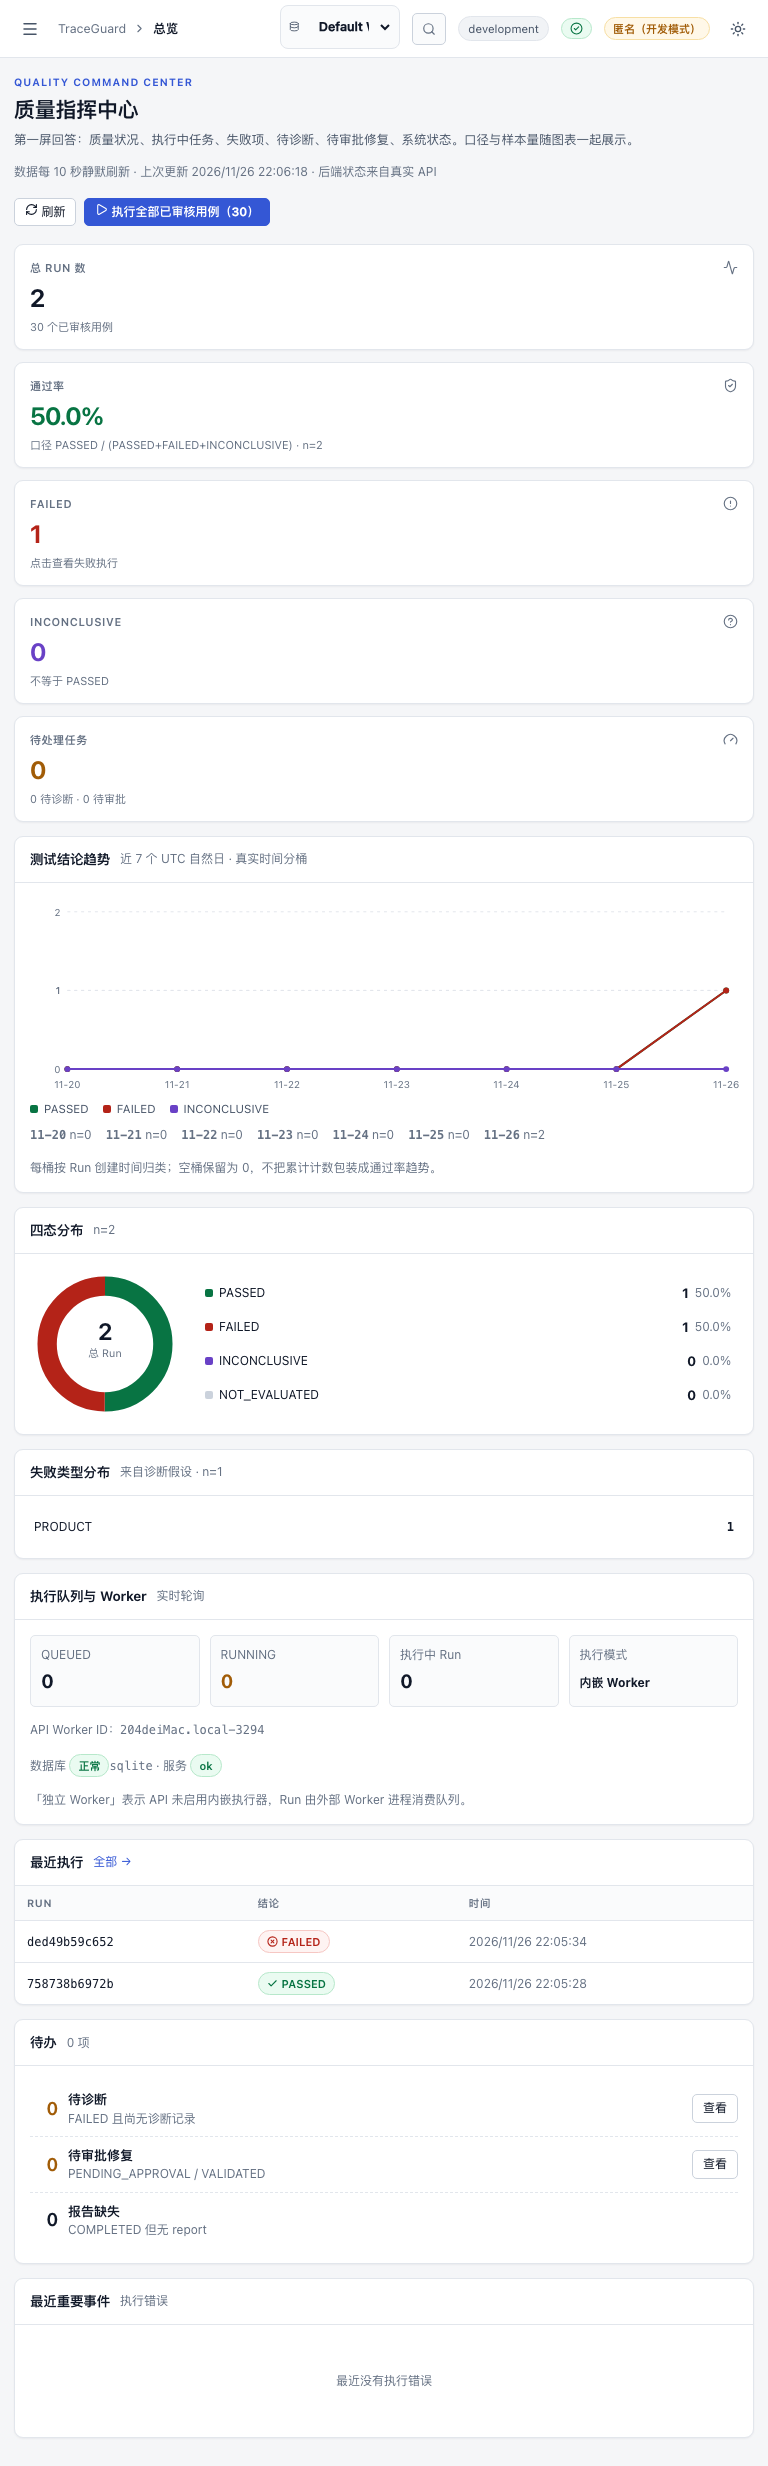 TraceGuard > 总览
Default
development
匿名（开发模式）
QUALITY COMMAND CENTER
质量指挥中心
第一屏回答：质量状况、执行中任务、失败项、待诊断、待审批修复、系统状态。口径与样本量随图表一起展示。
数据每 10 秒静默刷新 · 上次更新 2026/11/26 22:06:18 · 后端状态来自真实 API
刷新
执行全部已审核用例（30）
总 RUN 数
2
30 个已审核用例
通过率
50.0%
口径 PASSED / (PASSED+FAILED+INCONCLUSIVE) · n=2
FAILED
1
点击查看失败执行
INCONCLUSIVE
0
不等于 PASSED
待处理任务
0
0 待诊断 · 0 待审批
测试结论趋势 近 7 个 UTC 自然日 · 真实时间分桶
2
1
0
11-20 11-21 11-22 11-23 11-24 11-25 11-26
PASSED FAILED INCONCLUSIVE
11-20 n=0 11-21 n=0 11-22 n=0 11-23 n=0 11-24 n=0 11-25 n=0 11-26 n=2
每桶按 Run 创建时间归类；空桶保留为 0，不把累计计数包装成通过率趋势。
四态分布 n=2
2
总 Run
PASSED 1 50.0%
FAILED 1 50.0%
INCONCLUSIVE 0 0.0%
NOT_EVALUATED 0 0.0%
失败类型分布 来自诊断假设 · n=1
PRODUCT 1
执行队列与 Worker 实时轮询
QUEUED
0
RUNNING
0
执行中 Run
0
执行模式
内嵌 Worker
API Worker ID：204deiMac.local-3294
数据库 正常 sqlite · 服务 ok
「独立 Worker」表示 API 未启用内嵌执行器，Run 由外部 Worker 进程消费队列。
最近执行 全部 →
RUN 结论 时间
ded49b59c652 FAILED 2026/11/26 22:05:34
758738b6972b PASSED 2026/11/26 22:05:28
待办 0 项
0 待诊断
FAILED 且尚无诊断记录
查看
0 待审批修复
PENDING_APPROVAL / VALIDATED
查看
0 报告缺失
COMPLETED 但无 report
最近重要事件 执行错误
最近没有执行错误